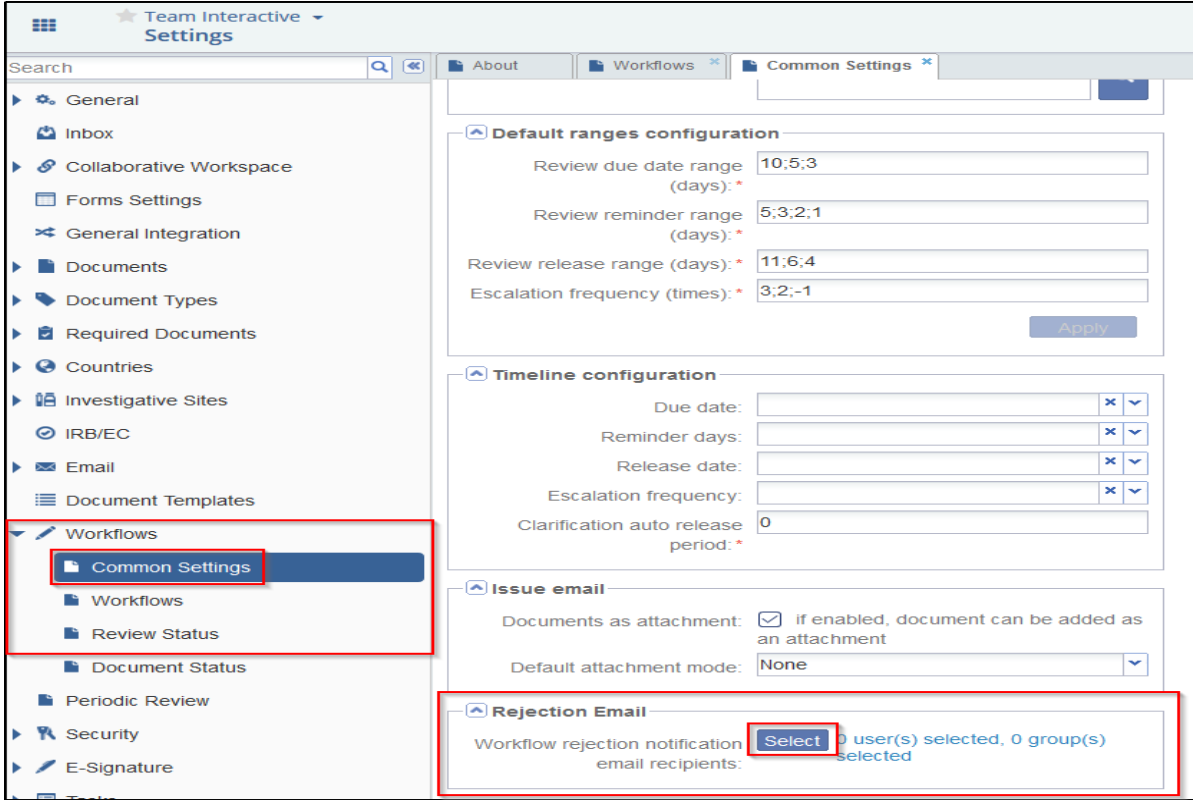 Team Interactive
Settings
Search
General
Inbox
Collaborative Workspace
Forms Settings
General Integration
Documents
Document Types
Required Documents
Countries
Investigative Sites
IRB/EC
Email
Document Templates
Workflows
Common Settings
Workflows
Review Status
Document Status
Periodic Review
Security
E-Signature
Tasks
About
Workflows
Common Settings
Default ranges configuration
Review due date range 10;5;3
(days): *
Review reminder range 5;3;2;1
(days): *
Review release range (days): * 11;6;4
Escalation frequency (times): * 3;2;-1
Apply
Timeline configuration
Due date:
Reminder days:
Release date:
Escalation frequency:
Clarification auto release 0
period: *
Issue email
Documents as attachment: if enabled, document can be added as
an attachment
Default attachment mode: None
Rejection Email
Workflow rejection notification Select 0 user(s) selected, 0 group(s)
email recipients: selected